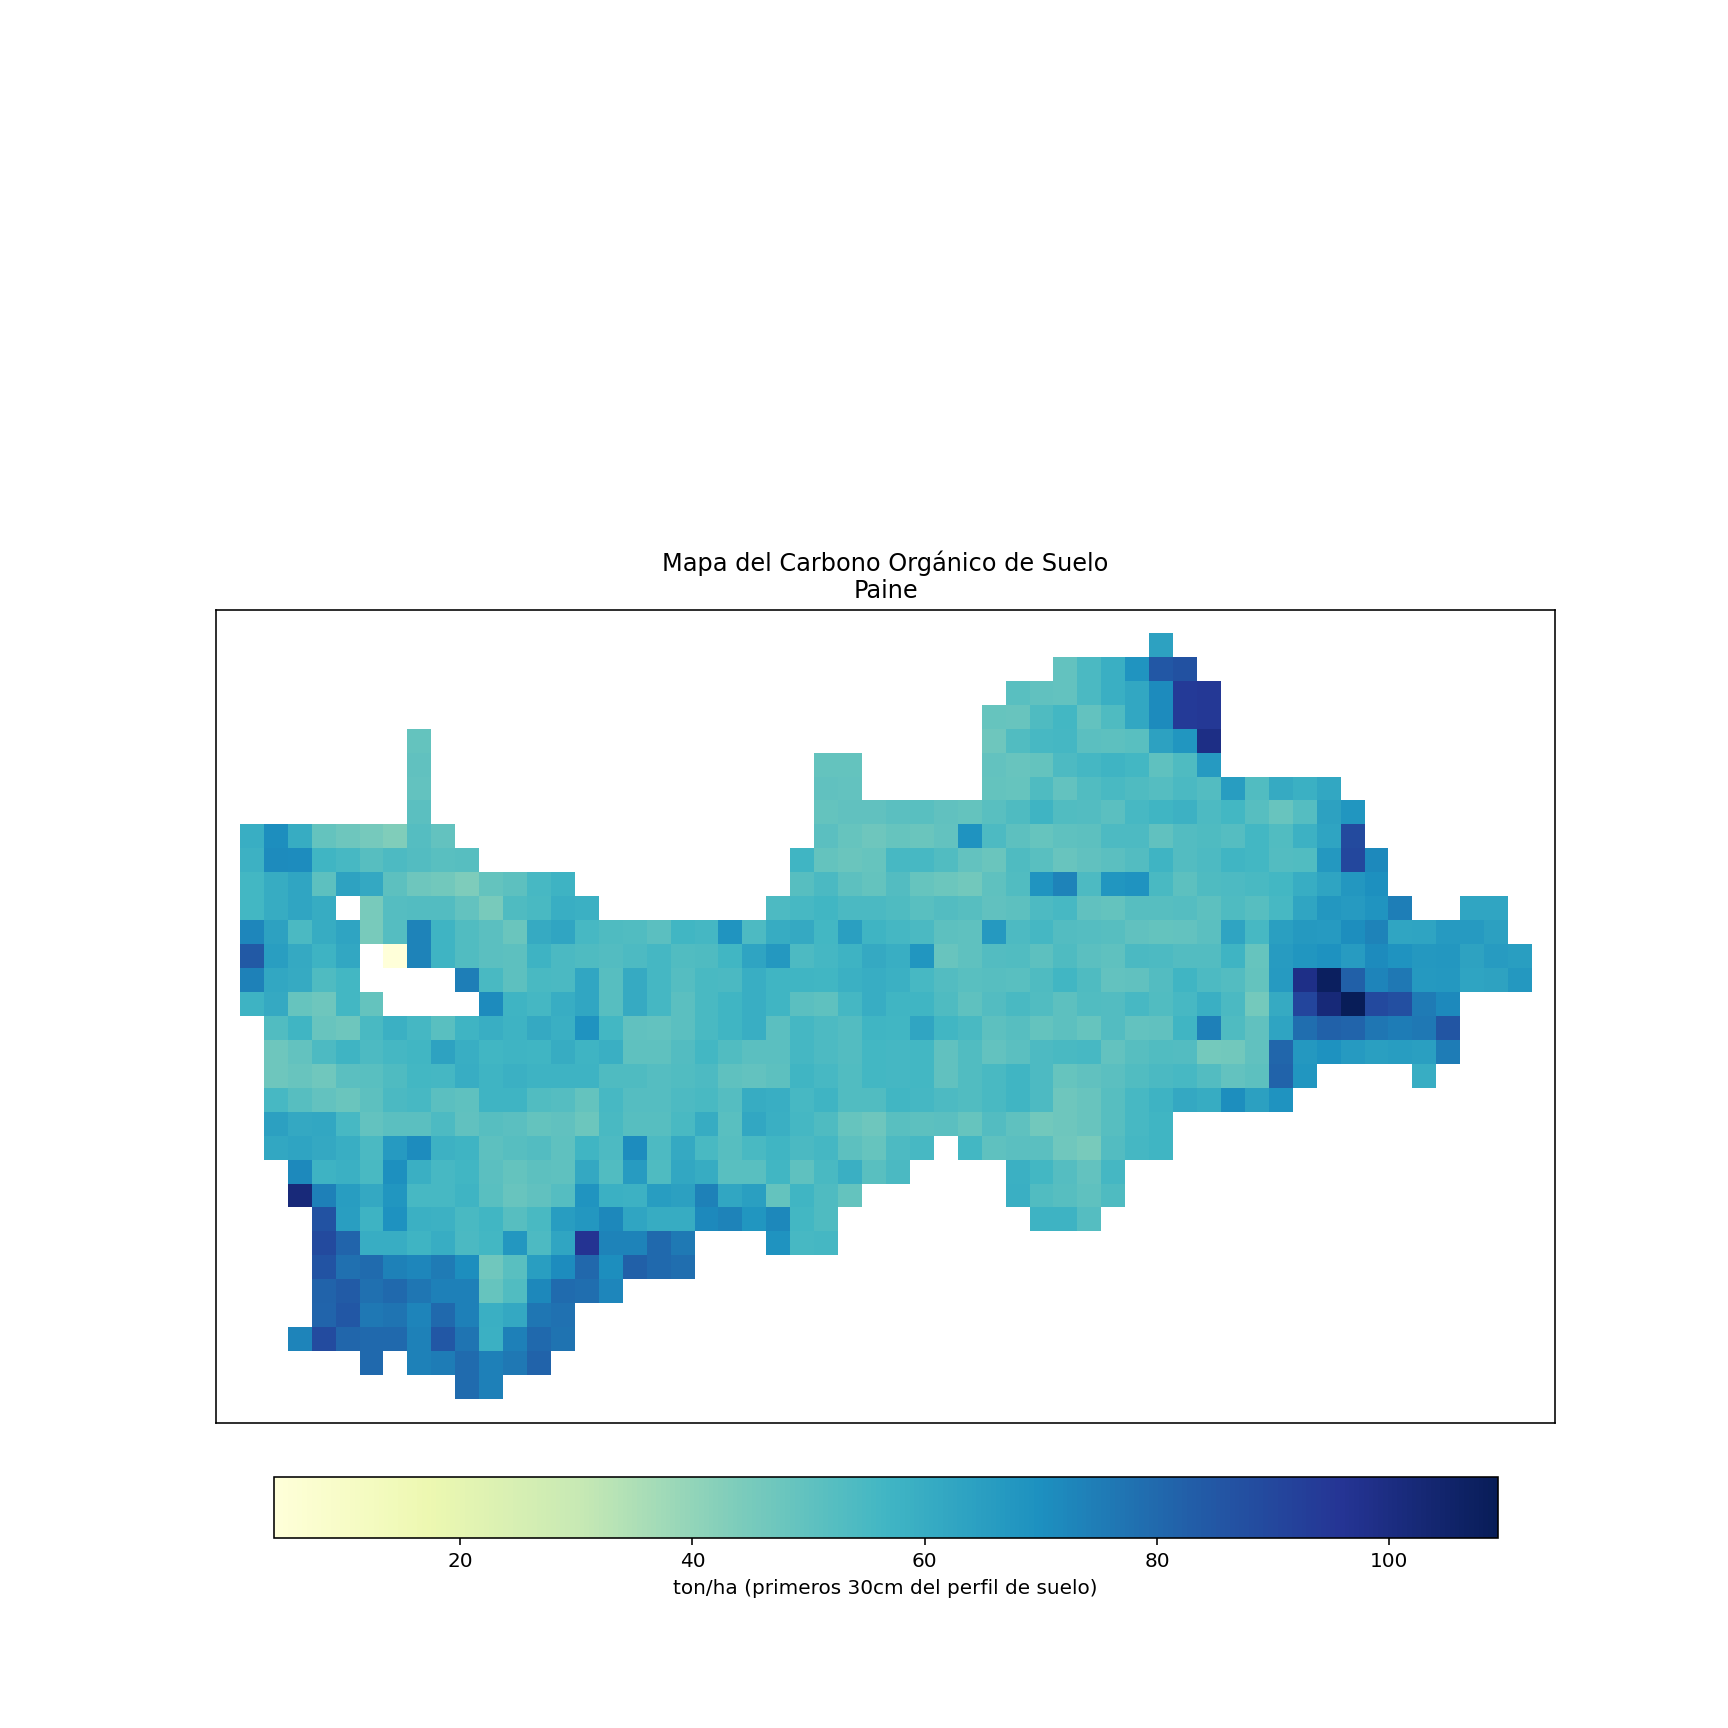 Mapa del Carbono Orgánico de Suelo
Paine
20 40 60 80 100
ton/ha (primeros 30cm del perfil de suelo)